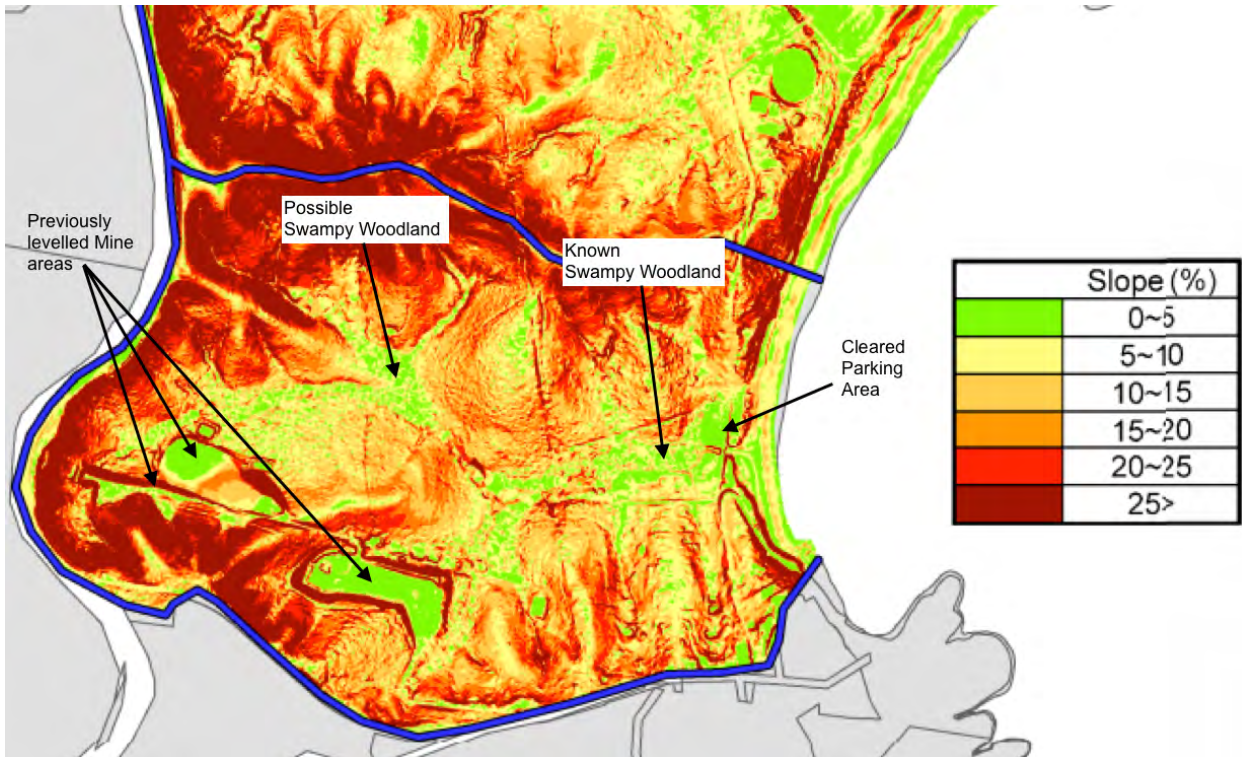 Previously
levelled Mine
areas
Possible
Swampy Woodland
Known
Swampy Woodland
Cleared
Parking
Area
Slope (%)
0~5
5~10
10~15
15~20
20~25
25>